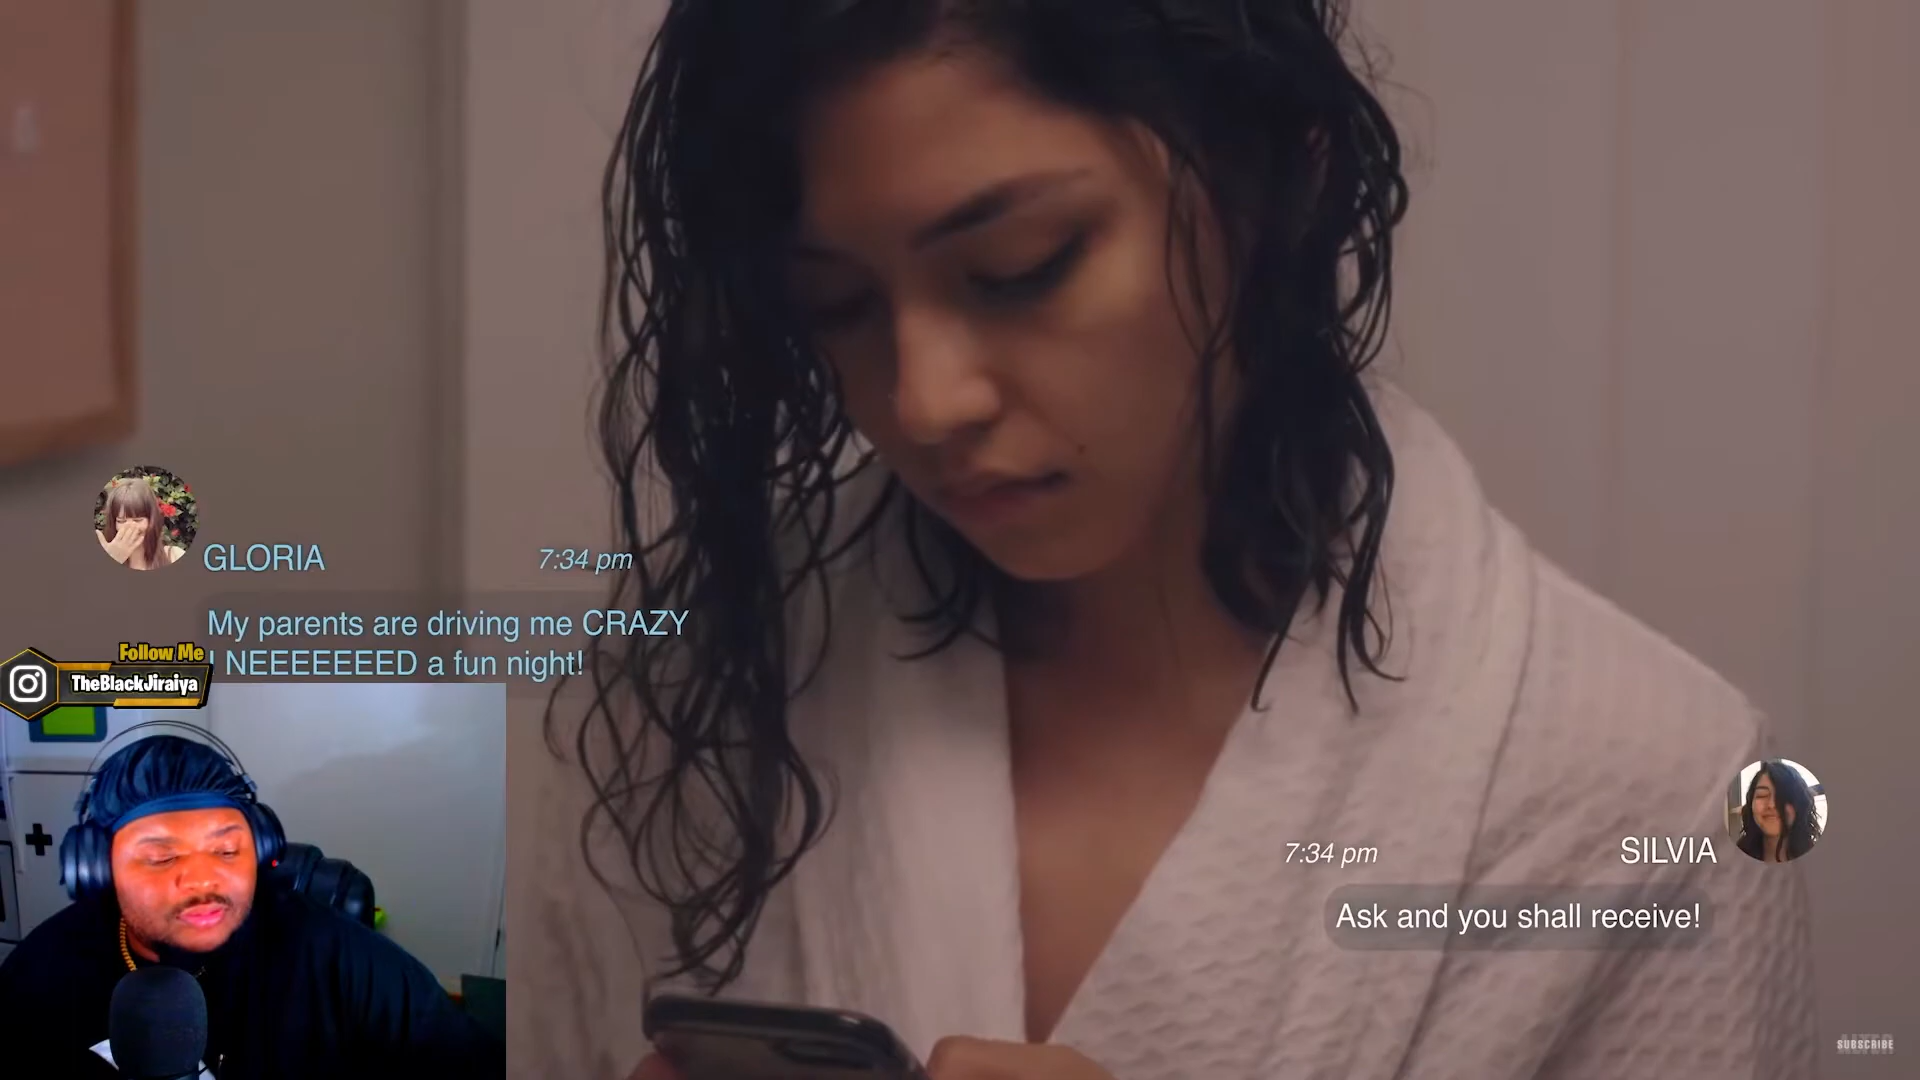 GLORIA
7:34 pm
My parents are driving me CRAZY
I NEEEEEEED a fun night!
Follow Me
TheBlackJiraiya
7:34 pm
SILVIA
Ask and you shall receive!
SUBSCRIBE